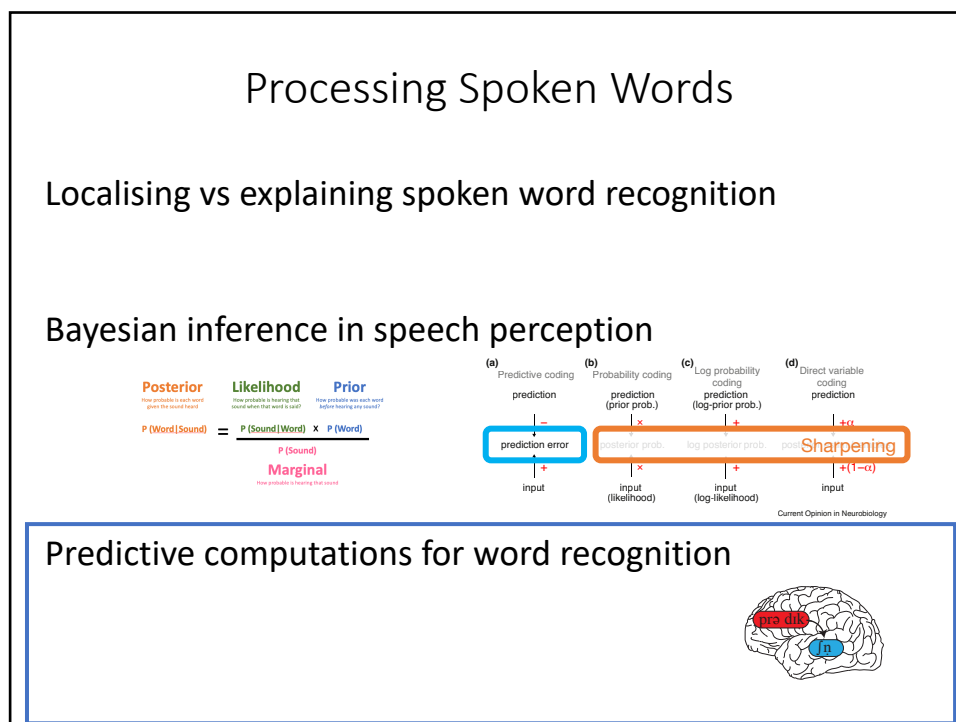 Processing Spoken Words
Localising vs explaining spoken word recognition
Bayesian inference in speech perception
Posterior
How probable is each word
given the sound heard
Likelihood
How probable is hearing that
sound when that word is said?
Prior
How probable was each word
before hearing any sound?
P (Word|Sound) = P (Sound|Word) x P (Word)
P (Sound)
Marginal
How probable is hearing that sound
(a) (b) (c) (d)
Predictive coding
Probability coding
Log probability
coding
Direct variable
coding
prediction
prediction
(prior prob.)
prediction
(log-prior prob.)
prediction
− × + +α
prediction error
posterior prob.
log posterior prob.
Sharpening
+ × + +(1−α)
input
input
(likelihood)
input
(log-likelihood)
input
Current Opinion in Neurobiology
Predictive computations for word recognition
prə dɪk
ʃn̩